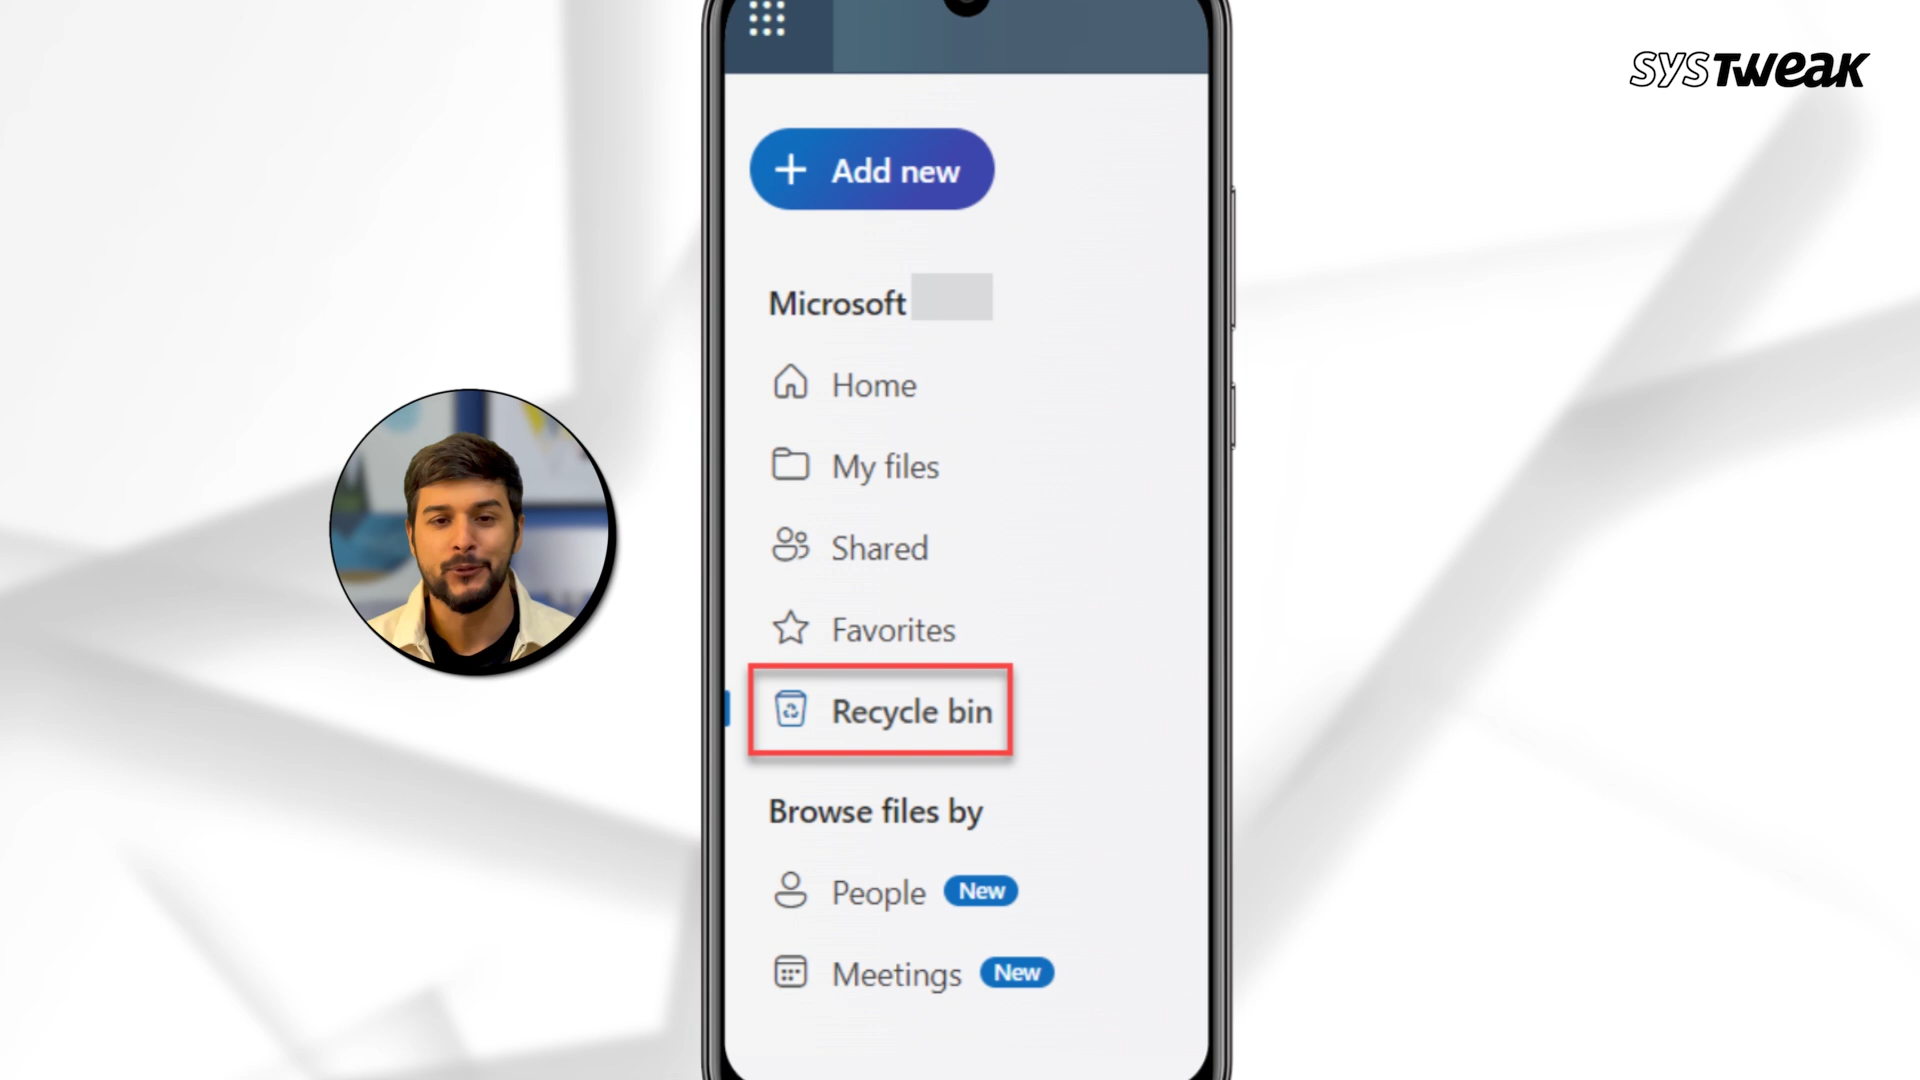 SYSTWEAK
Add new
Microsoft
Home
My files
Shared
Favorites
Recycle bin
Browse files by
People New
Meetings New